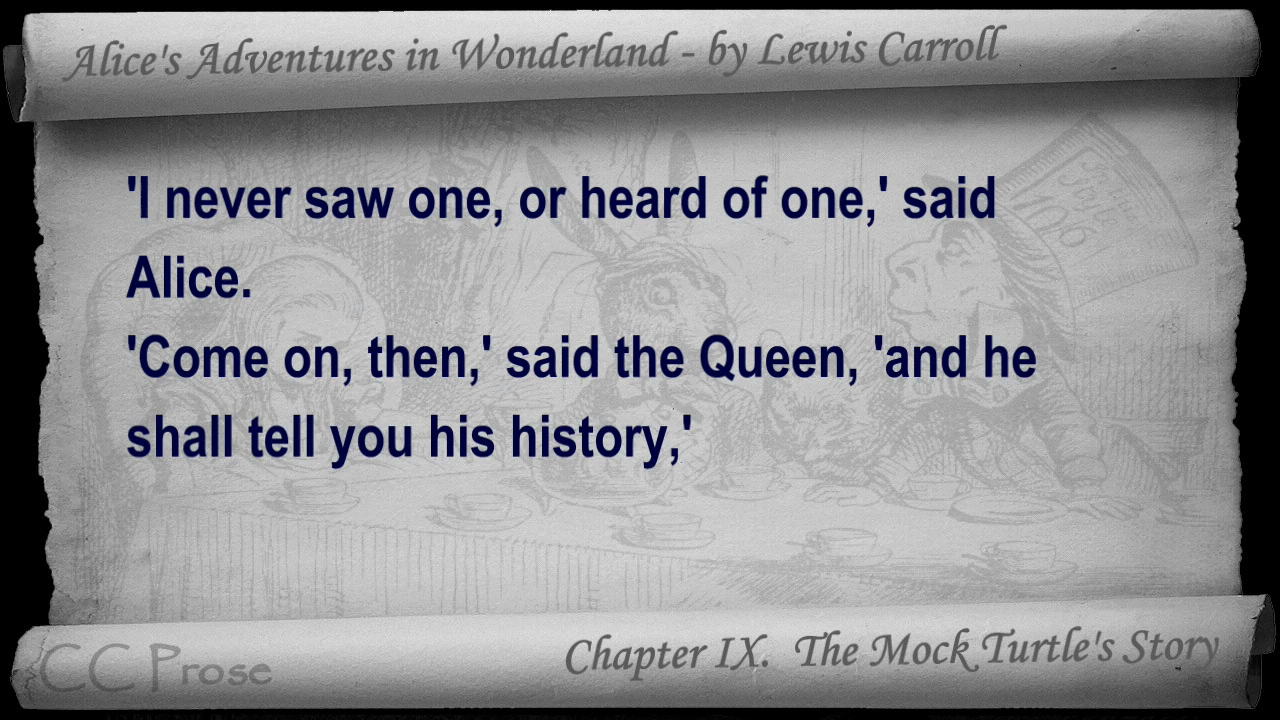 Alice's Adventures in Wonderland - by Lewis Carroll
'I never saw one, or heard of one,' said
Alice.
'Come on, then,' said the Queen, 'and he
shall tell you his history,'
CC Prose
Chapter IX. The Mock Turtle's Story